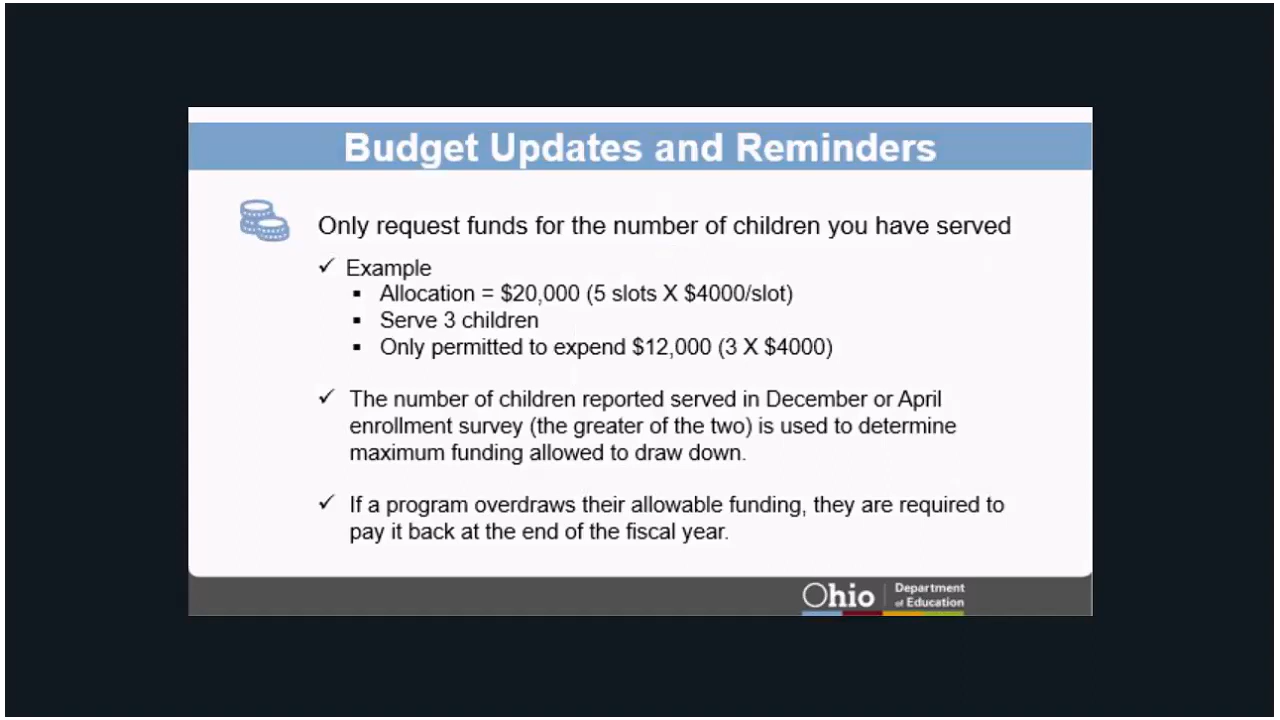 Budget Updates and Reminders
Only request funds for the number of children you have served
✓ Example
▪ Allocation = $20,000 (5 slots X $4000/slot)
▪ Serve 3 children
▪ Only permitted to expend $12,000 (3 X $4000)
✓ The number of children reported served in December or April
enrollment survey (the greater of the two) is used to determine
maximum funding allowed to draw down.
✓ If a program overdraws their allowable funding, they are required to
pay it back at the end of the fiscal year.
Ohio
Department
of Education